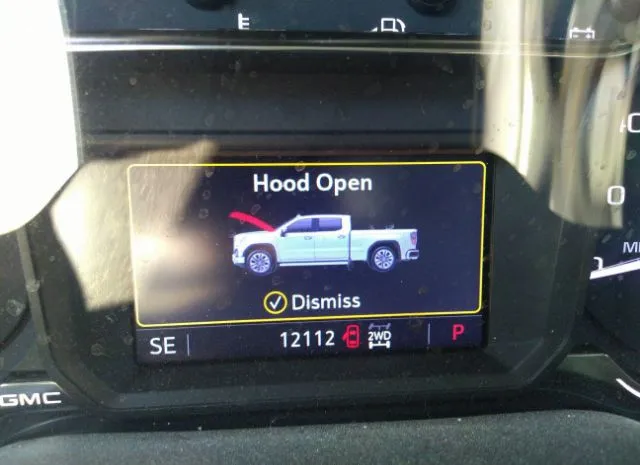 Hood Open
Dismiss
SE
12112
2WD
P
GMC